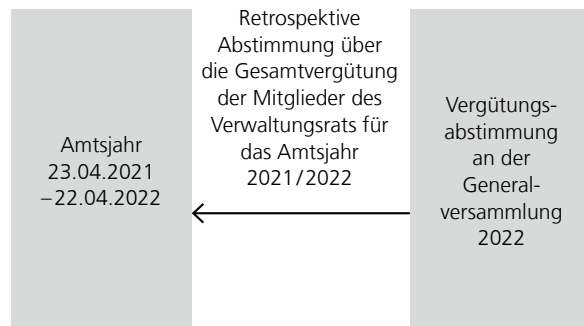 Amtsjahr
23.04.2021
–22.04.2022
Retrospektive
Abstimmung über
die Gesamtvergütung
der Mitglieder des
Verwaltungsrats für
das Amtsjahr
2021/2022
Vergütungs-
abstimmung
an der
General-
versammlung
2022